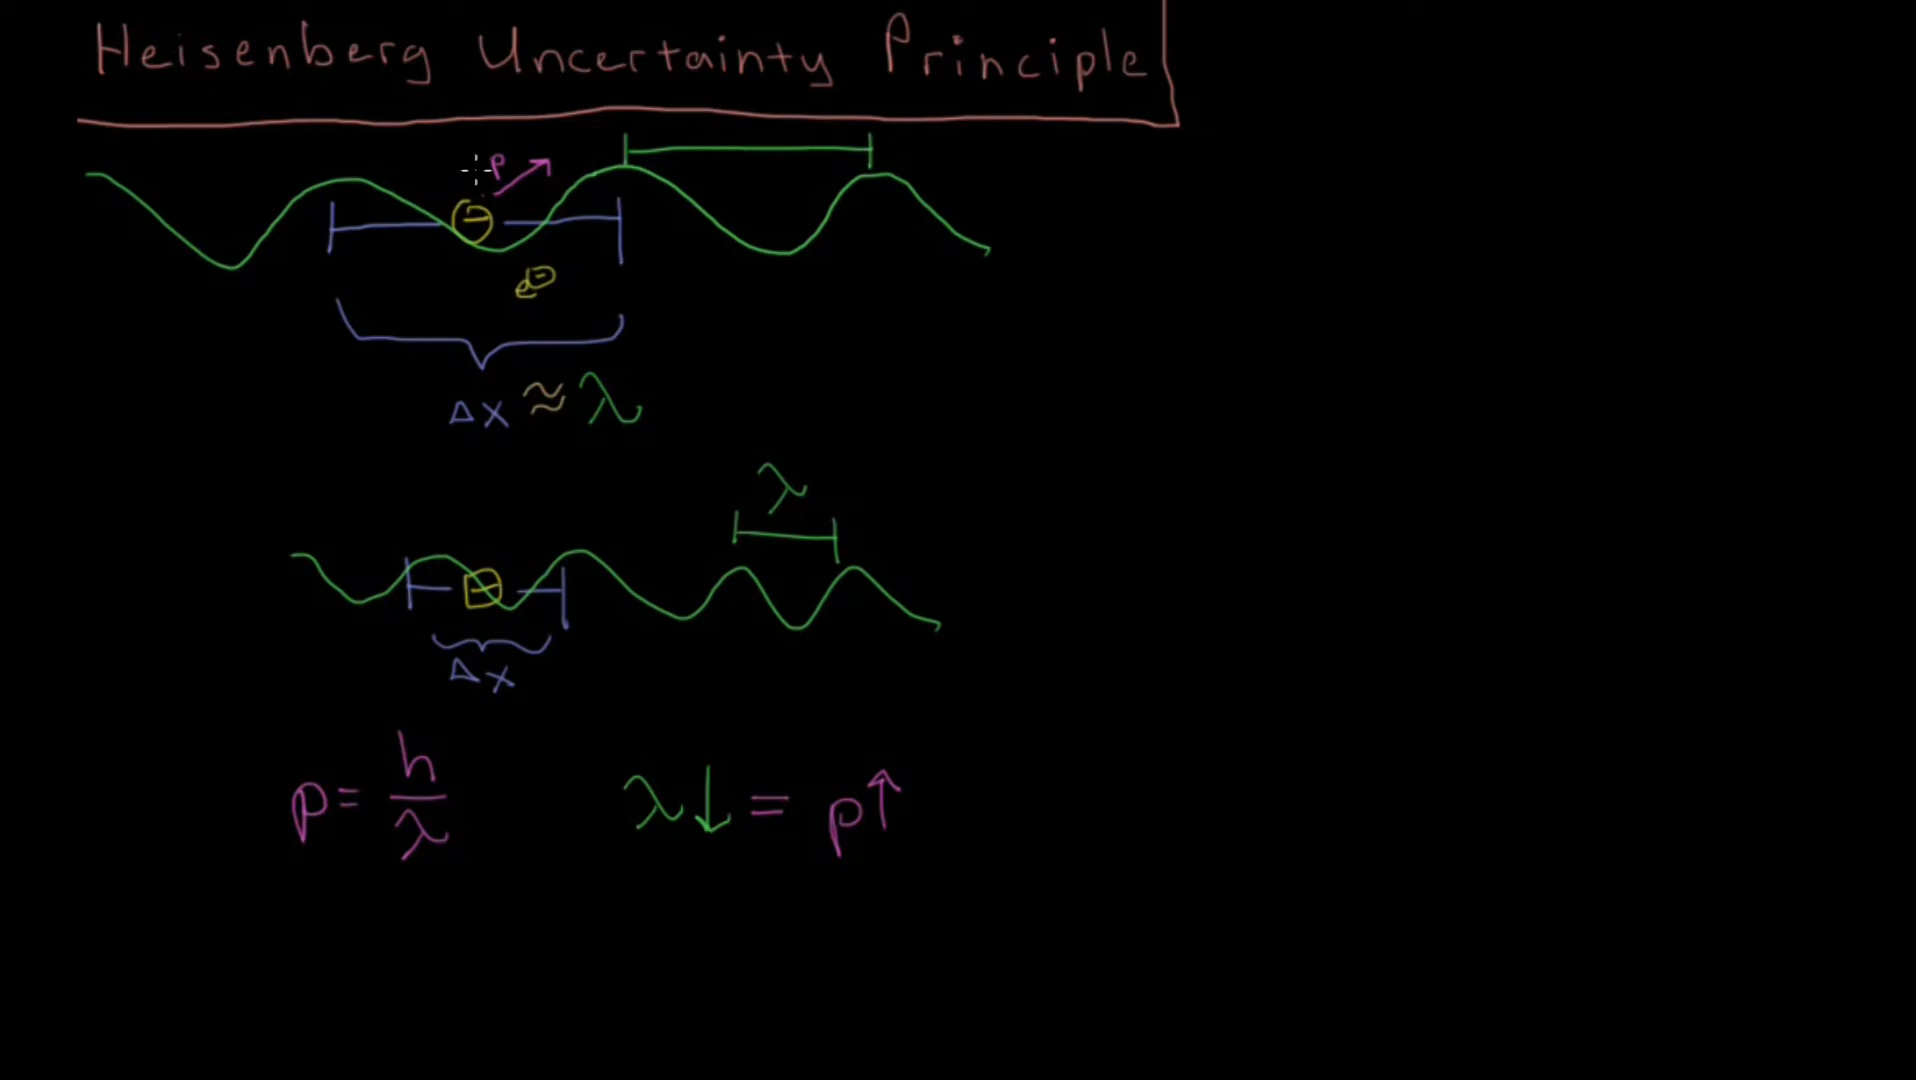 Heisenberg Uncertainty Principle
p
e⊖
Δx ≈ λ
λ
Δx
p = h/λ
λ↓ = p↑